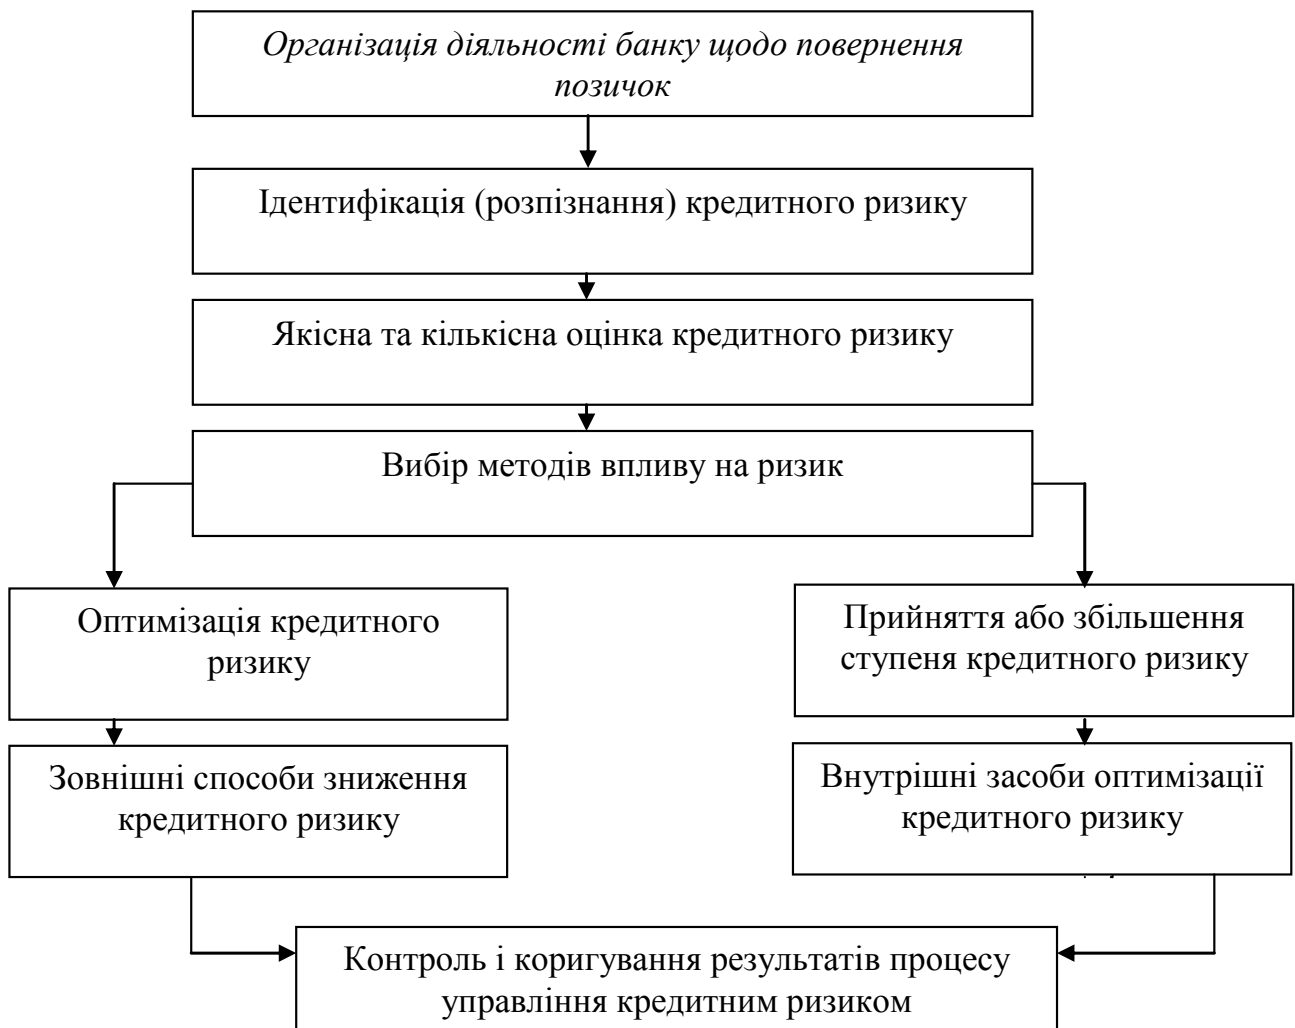 Організація діяльності банку щодо повернення
позичок
Ідентифікація (розпізнання) кредитного ризику
Якісна та кількісна оцінка кредитного ризику
Вибір методів впливу на ризик
Оптимізація кредитного
ризику
Прийняття або збільшення
ступеня кредитного ризику
Зовнішні способи зниження
кредитного ризику
Внутрішні засоби оптимізації
кредитного ризику
Контроль і коригування результатів процесу
управління кредитним ризиком